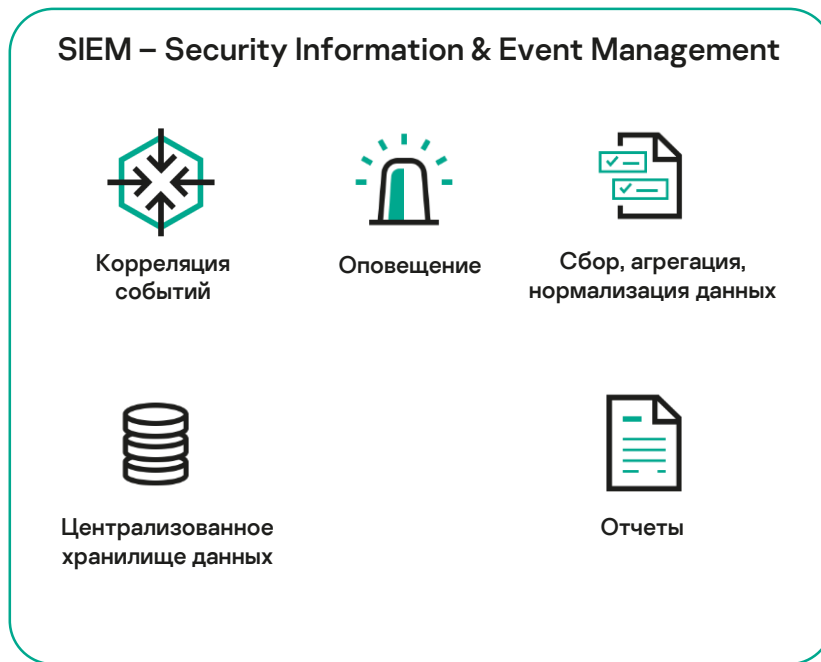 SIEM – Security Information & Event Management
Корреляция
событий
Оповещение
Сбор, агрегация,
нормализация данных
Централизованное
хранилище данных
Отчеты